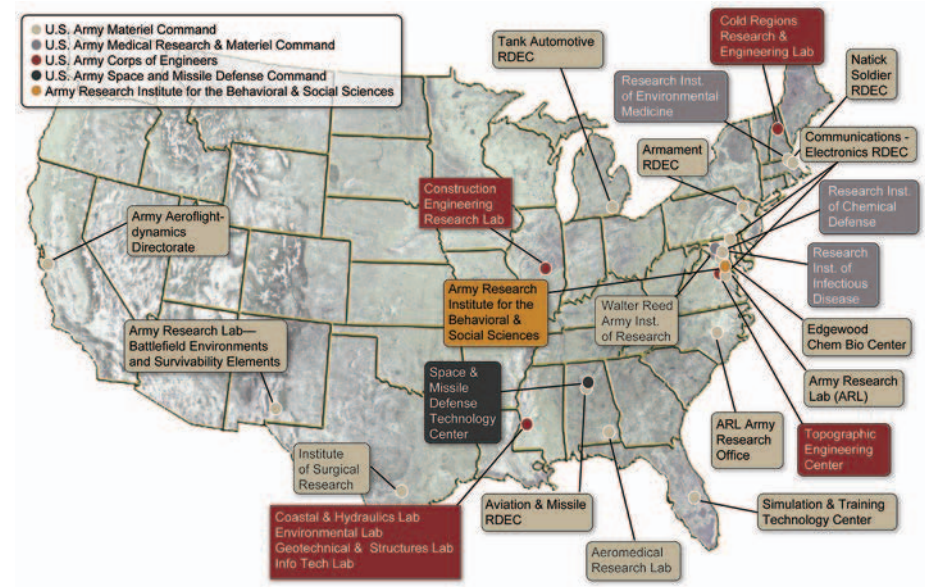 U.S. Army Materiel Command
U.S. Army Medical Research & Materiel Command
U.S. Army Corps of Engineers
U.S. Army Space and Missile Defense Command
Army Research Institute for the Behavioral & Social Sciences
Tank Automotive
RDEC
Cold Regions
Research &
Engineering Lab
Natick
Soldier
RDEC
Research Inst.
of Environmental
Medicine
Armament
RDEC
Communications -
Electronics RDEC
Construction
Engineering
Research Lab
Research Inst.
of Chemical
Defense
Army Aeroflight-
dynamics
Directorate
Research
Inst. of
Infectious
Disease
Army Research
Institute for the
Behavioral &
Social Sciences
Walter Reed
Army Inst.
of Research
Army Research Lab—
Battlefield Environments
and Survivability Elements
Edgewood
Chem Bio Center
Space &
Missile
Defense
Technology
Center
Army Research
Lab (ARL)
ARL Army
Research
Office
Topographic
Engineering
Center
Institute
of Surgical
Research
Aviation & Missile
RDEC
Simulation & Training
Technology Center
Coastal & Hydraulics Lab
Environmental Lab
Geotechnical & Structures Lab
Info Tech Lab
Aeromedical
Research Lab